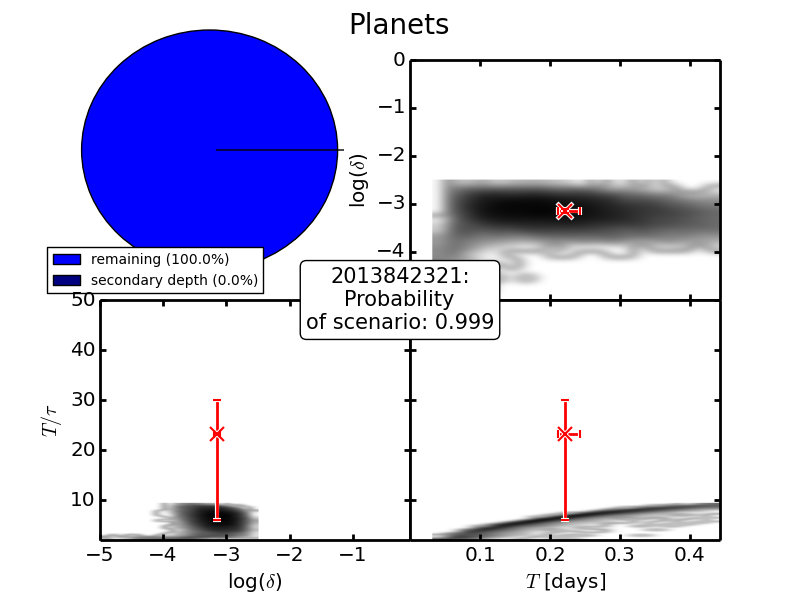 Planets
remaining (100.0%)
secondary depth (0.0%)
log(δ)
0
−1
−2
−3
−4
2013842321:
Probability
of scenario: 0.999
T/τ
50
40
30
20
10
−5 −4 −3 −2 −1
log(δ)
0.1 0.2 0.3 0.4
T [days]